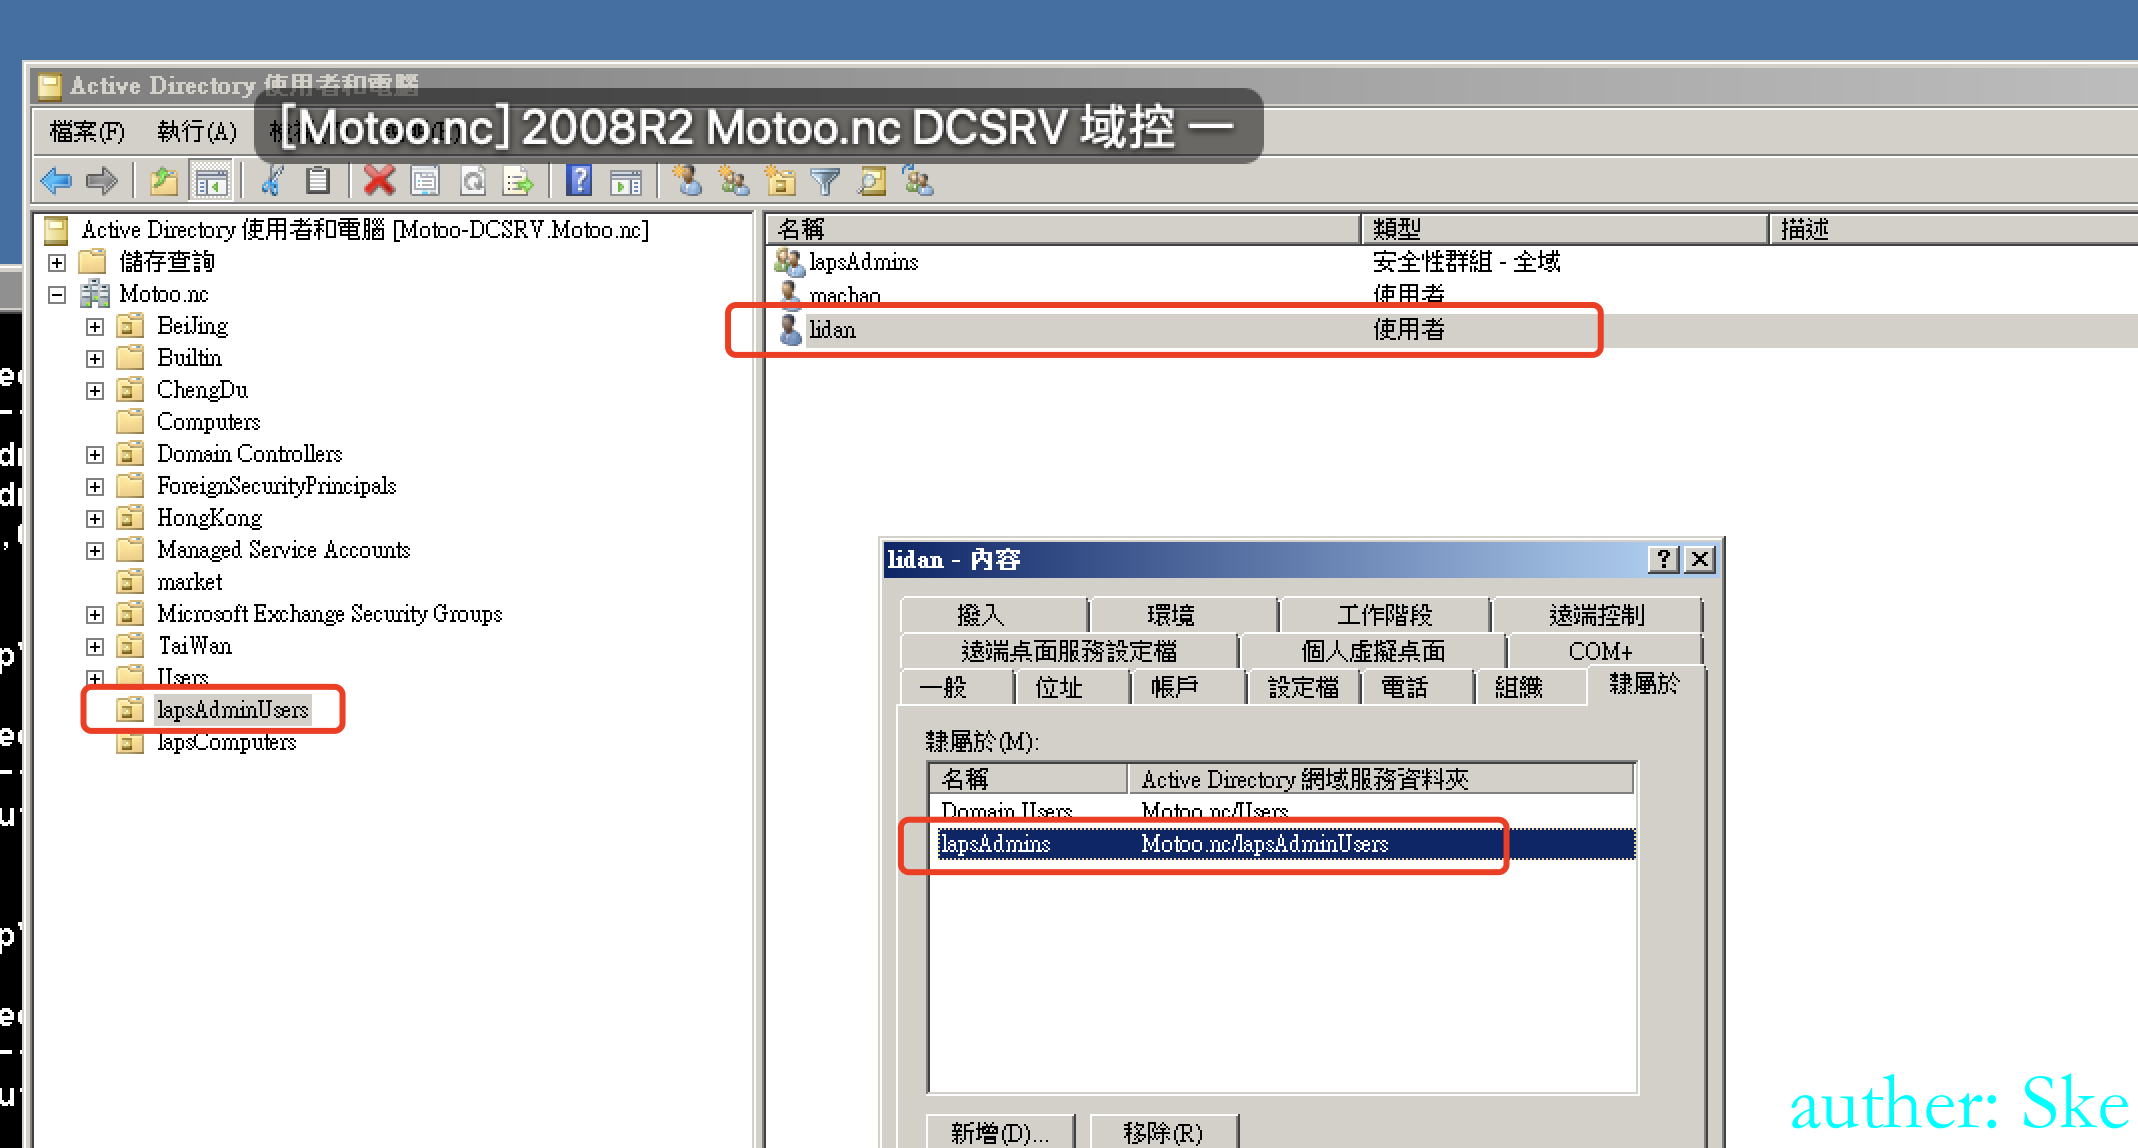 Active Directory 使用者和電腦
檔案(F) 執行(A)
[Motoo.nc] 2008R2 Motoo.nc DCSRV 域控 一
Active Directory 使用者和電腦 [Motoo-DCSRV.Motoo.nc]
儲存查詢
Motoo.nc
BeiJing
Builtin
ChengDu
Computers
Domain Controllers
ForeignSecurityPrincipals
HongKong
Managed Service Accounts
market
Microsoft Exchange Security Groups
TaiWan
Users
lapsAdminUsers
lapsComputers
名稱 類型 描述
lapsAdmins 安全性群組 - 全域
machao 使用者
lidan 使用者
lidan - 內容
撥入 環境 工作階段 遠端控制
遠端桌面服務設定檔 個人虛擬桌面 COM+
一般 位址 帳戶 設定檔 電話 組織 隸屬於
隸屬於(M):
名稱 Active Directory 網域服務資料夾
Domain Users Motoo.nc/Users
lapsAdmins Motoo.nc/lapsAdminUsers
新增(D)... 移除(R)
auther: Ske